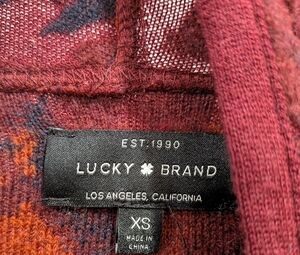 EST. 1990
LUCKY BRAND
LOS ANGELES, CALIFORNIA
XS
MADE IN
CHINA